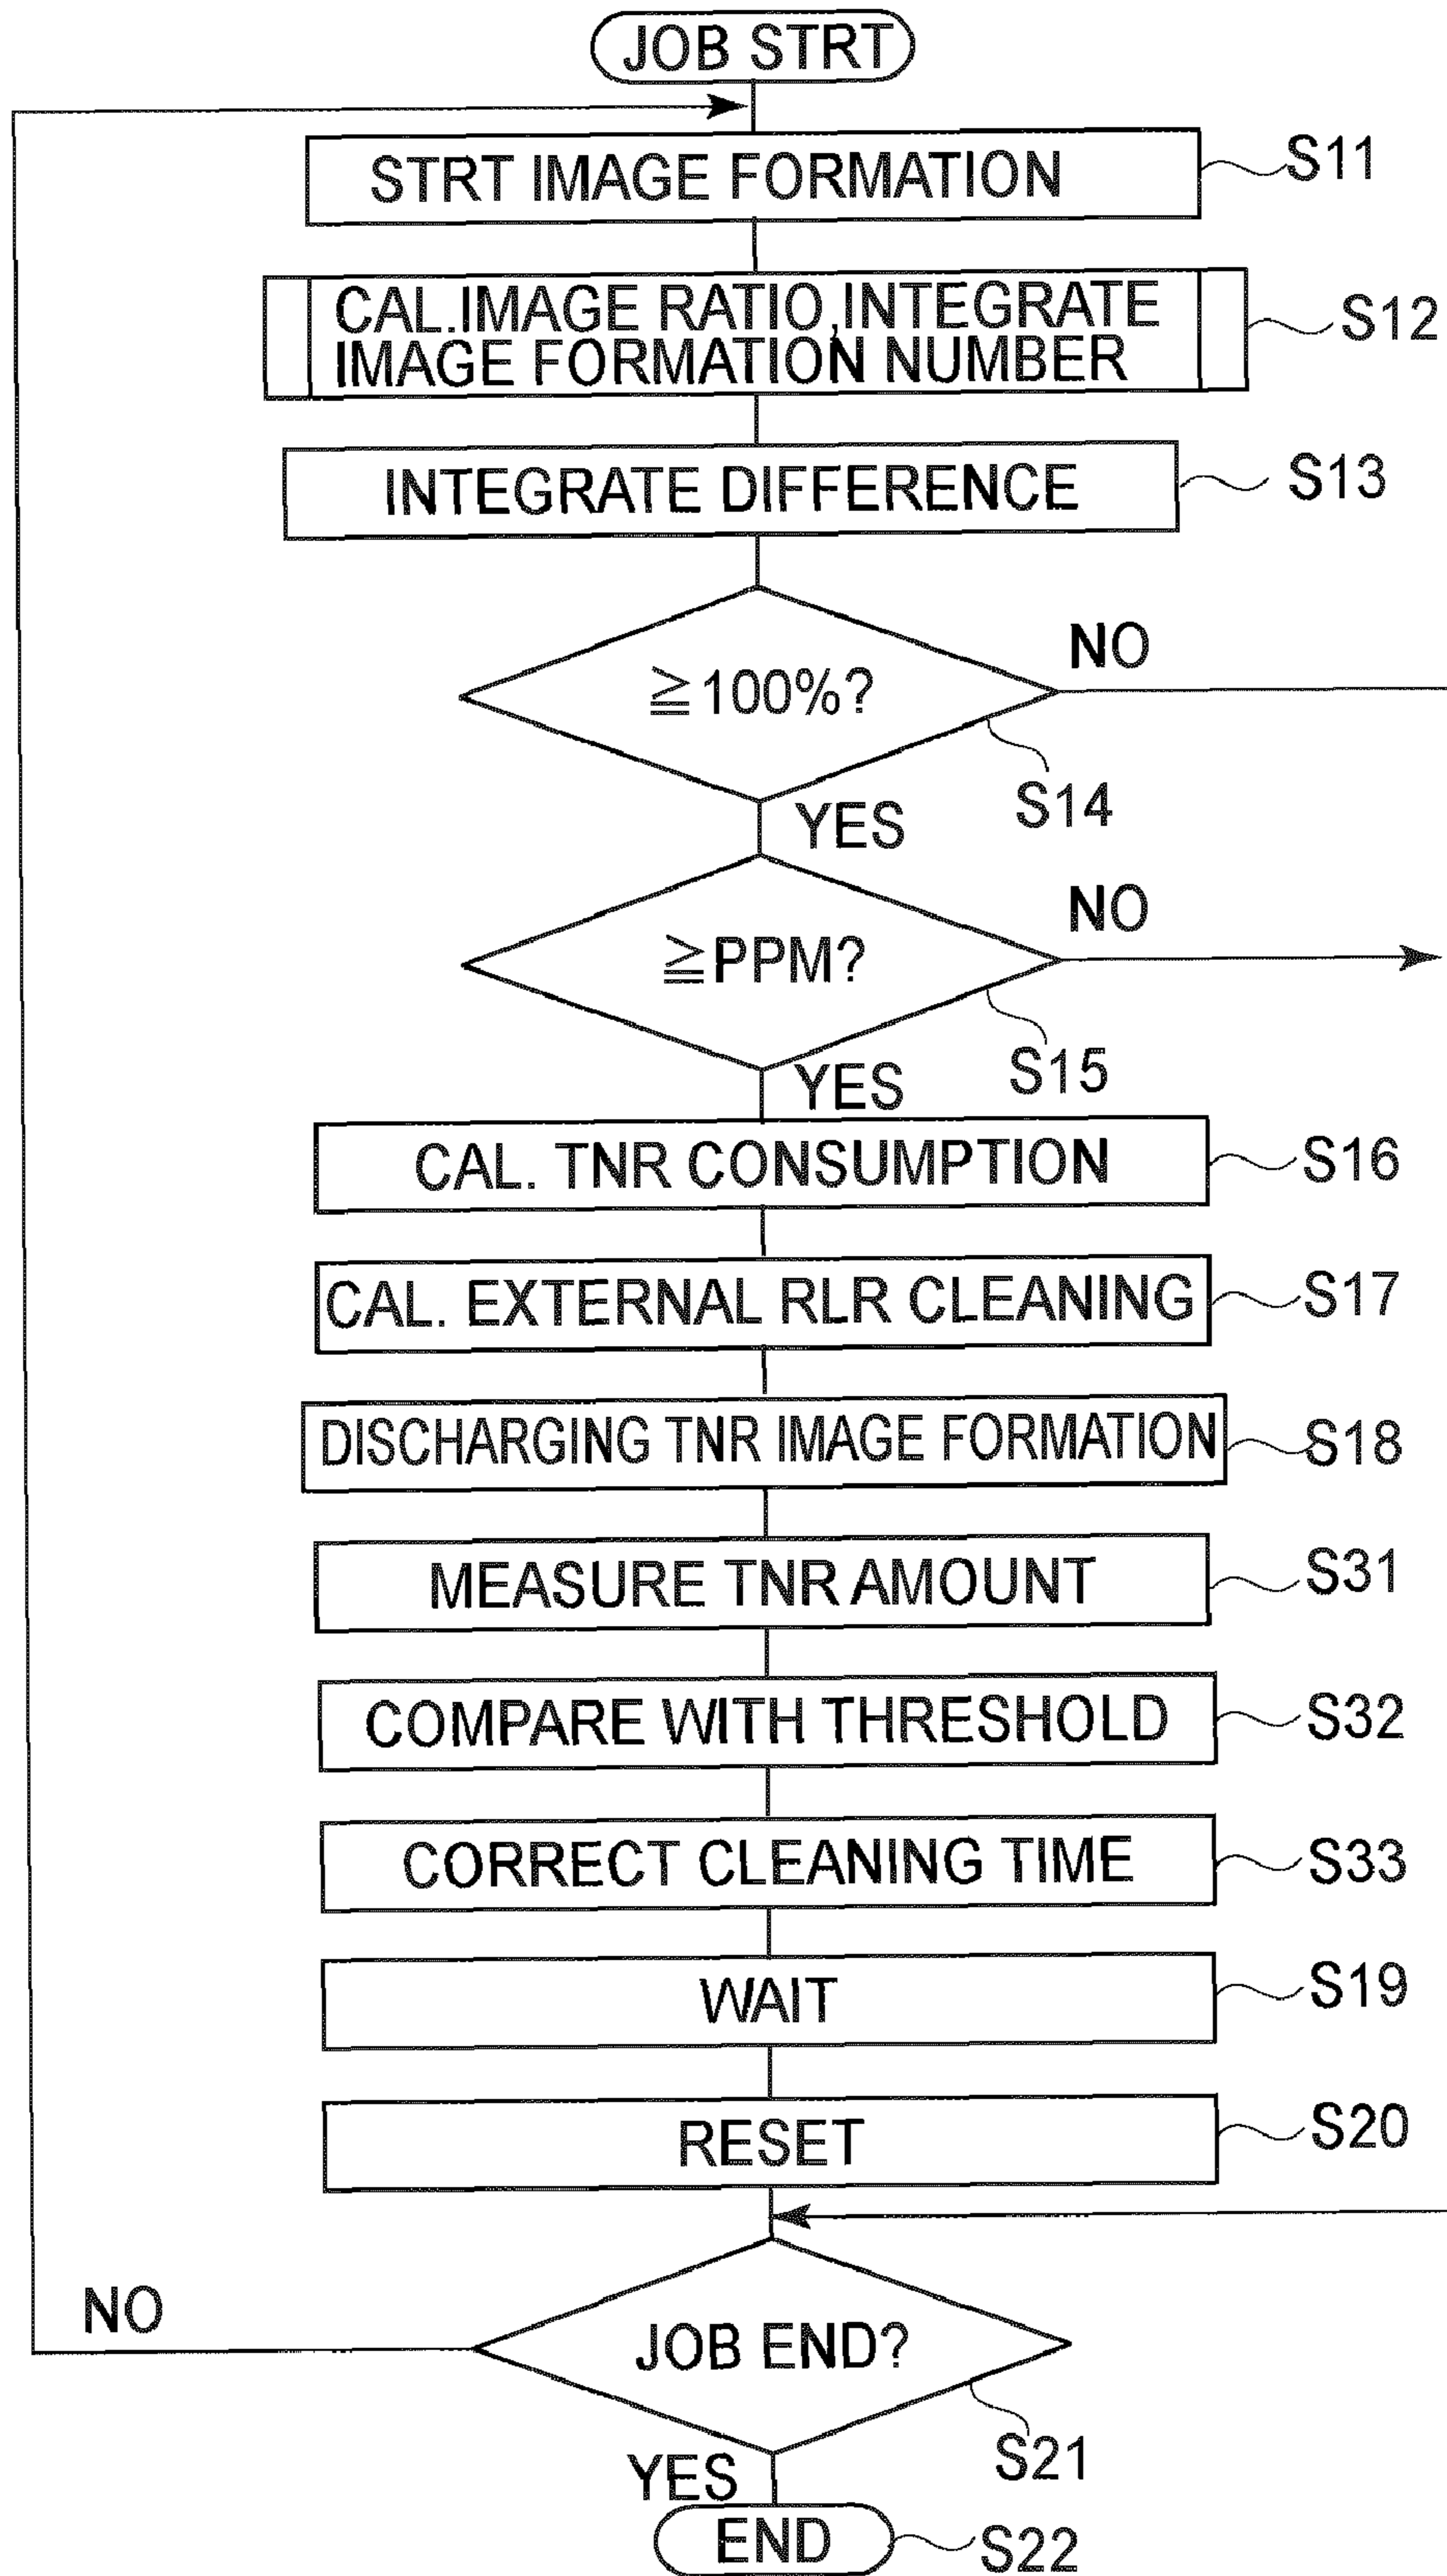 JOB STRT
STRT IMAGE FORMATION
S11
CAL.IMAGE RATIO,INTEGRATE
IMAGE FORMATION NUMBER
S12
INTEGRATE DIFFERENCE
S13
≧100%?
NO
S14
YES
≧PPM?
NO
S15
YES
CAL. TNR CONSUMPTION
S16
CAL. EXTERNAL RLR CLEANING
S17
DISCHARGING TNR IMAGE FORMATION
S18
MEASURE TNR AMOUNT
S31
COMPARE WITH THRESHOLD
S32
CORRECT CLEANING TIME
S33
WAIT
S19
RESET
S20
NO
JOB END?
S21
YES
END
S22